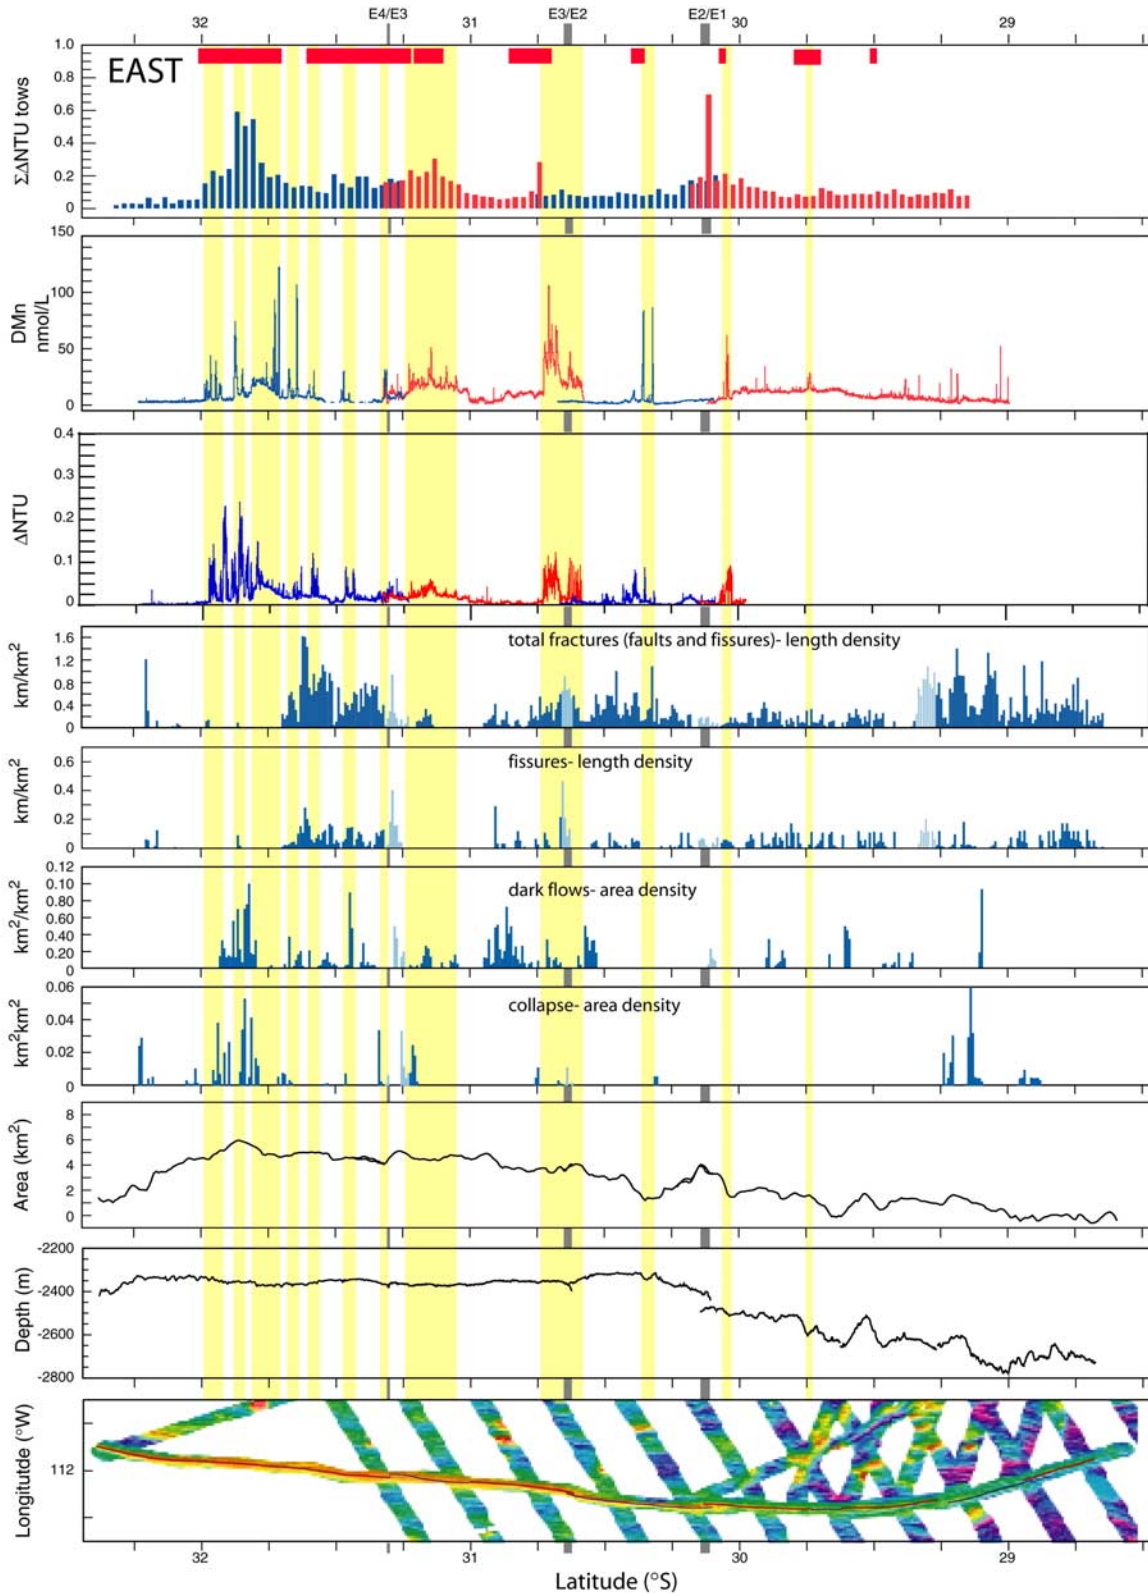 E4/E3 E3/E2 E2/E1
32 31 30 29
EAST
ΣΔNTU tows
1.0
0.8
0.6
0.4
0.2
0
DMn
nmol/L
150
100
50
0
ΔNTU
0.4
0.3
0.2
0.1
0
total fractures (faults and fissures)- length density
km/km²
1.6
1.2
0.8
0.4
0
fissures- length density
km/km²
0.6
0.4
0.2
0
dark flows- area density
km²/km²
0.12
0.10
0.80
0.60
0.40
0.20
0
collapse- area density
km²km²
0.06
0.04
0.02
0
Area (km²)
8
6
4
2
0
Depth (m)
-2200
-2400
-2600
-2800
Longitutde (°W)
112
32 31 30 29
Latitude (°S)